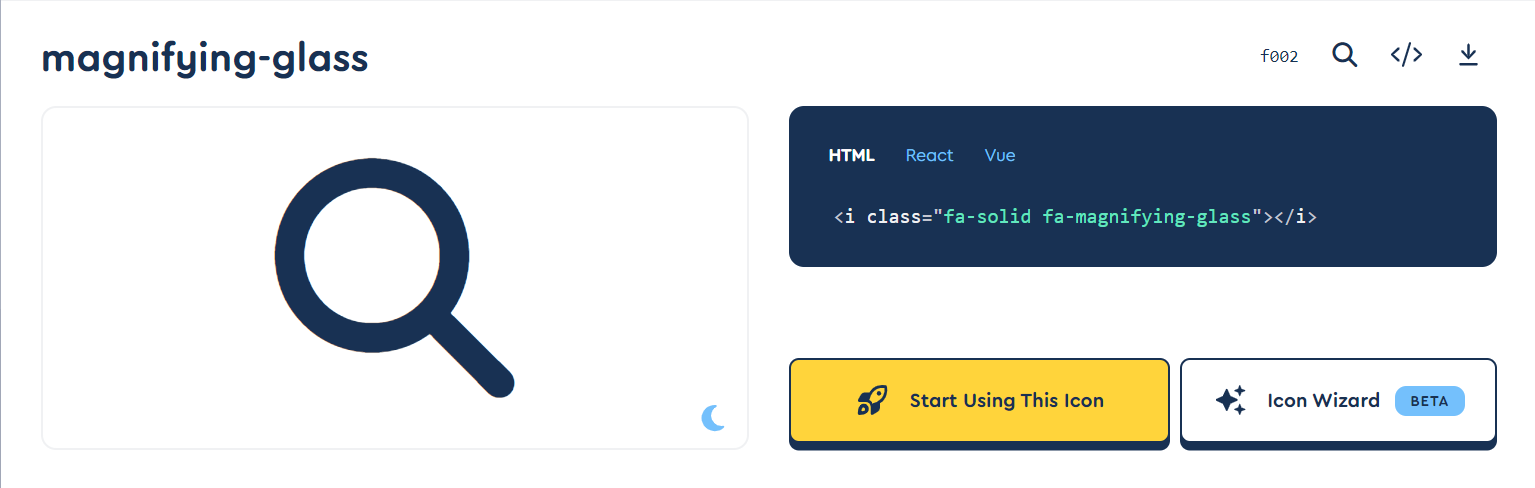 magnifying-glass
f002
HTML React Vue
<i class="fa-solid fa-magnifying-glass"></i>
Start Using This Icon
Icon Wizard BETA